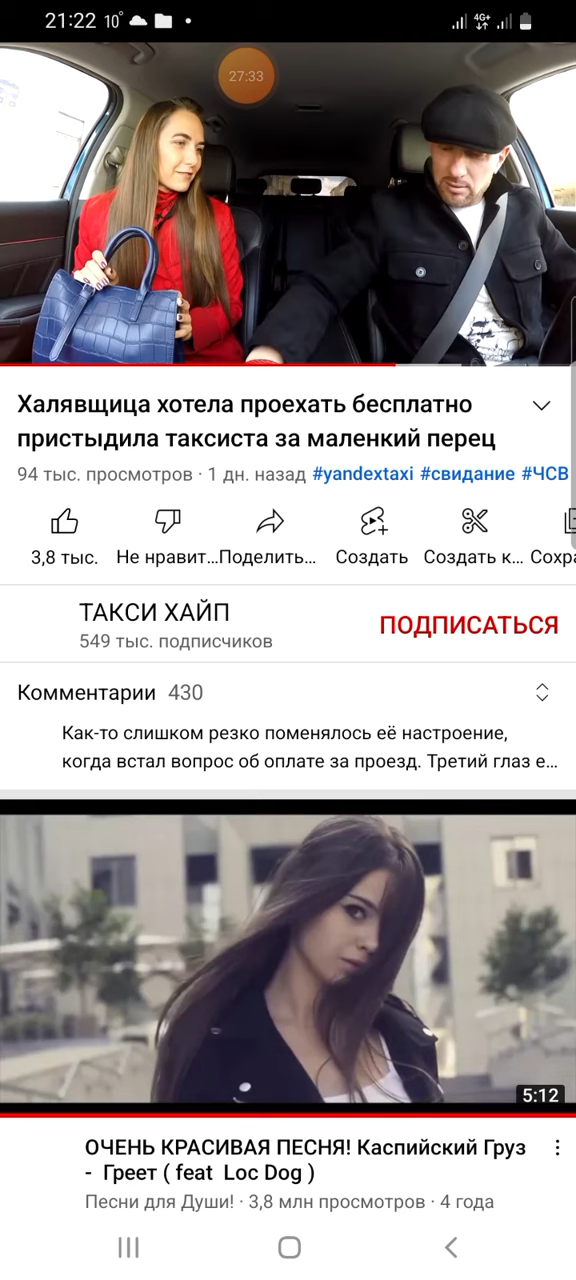 21:22 10°
4G+
27:33
Халявщица хотела проехать бесплатно
пристыдила таксиста за маленкий перец
94 тыс. просмотров · 1 дн. назад #yandextaxi #свидание #ЧСВ
3,8 тыс. Не нравит... Поделить... Создать Создать к... Сохра
ТАКСИ ХАЙП
549 тыс. подписчиков
ПОДПИСАТЬСЯ
Комментарии 430
Как-то слишком резко поменялось её настроение,
когда встал вопрос об оплате за проезд. Третий глаз е...
5:12
ОЧЕНЬ КРАСИВАЯ ПЕСНЯ! Каспийский Груз
- Греет ( feat Loc Dog )
Песни для Души! · 3,8 млн просмотров · 4 года